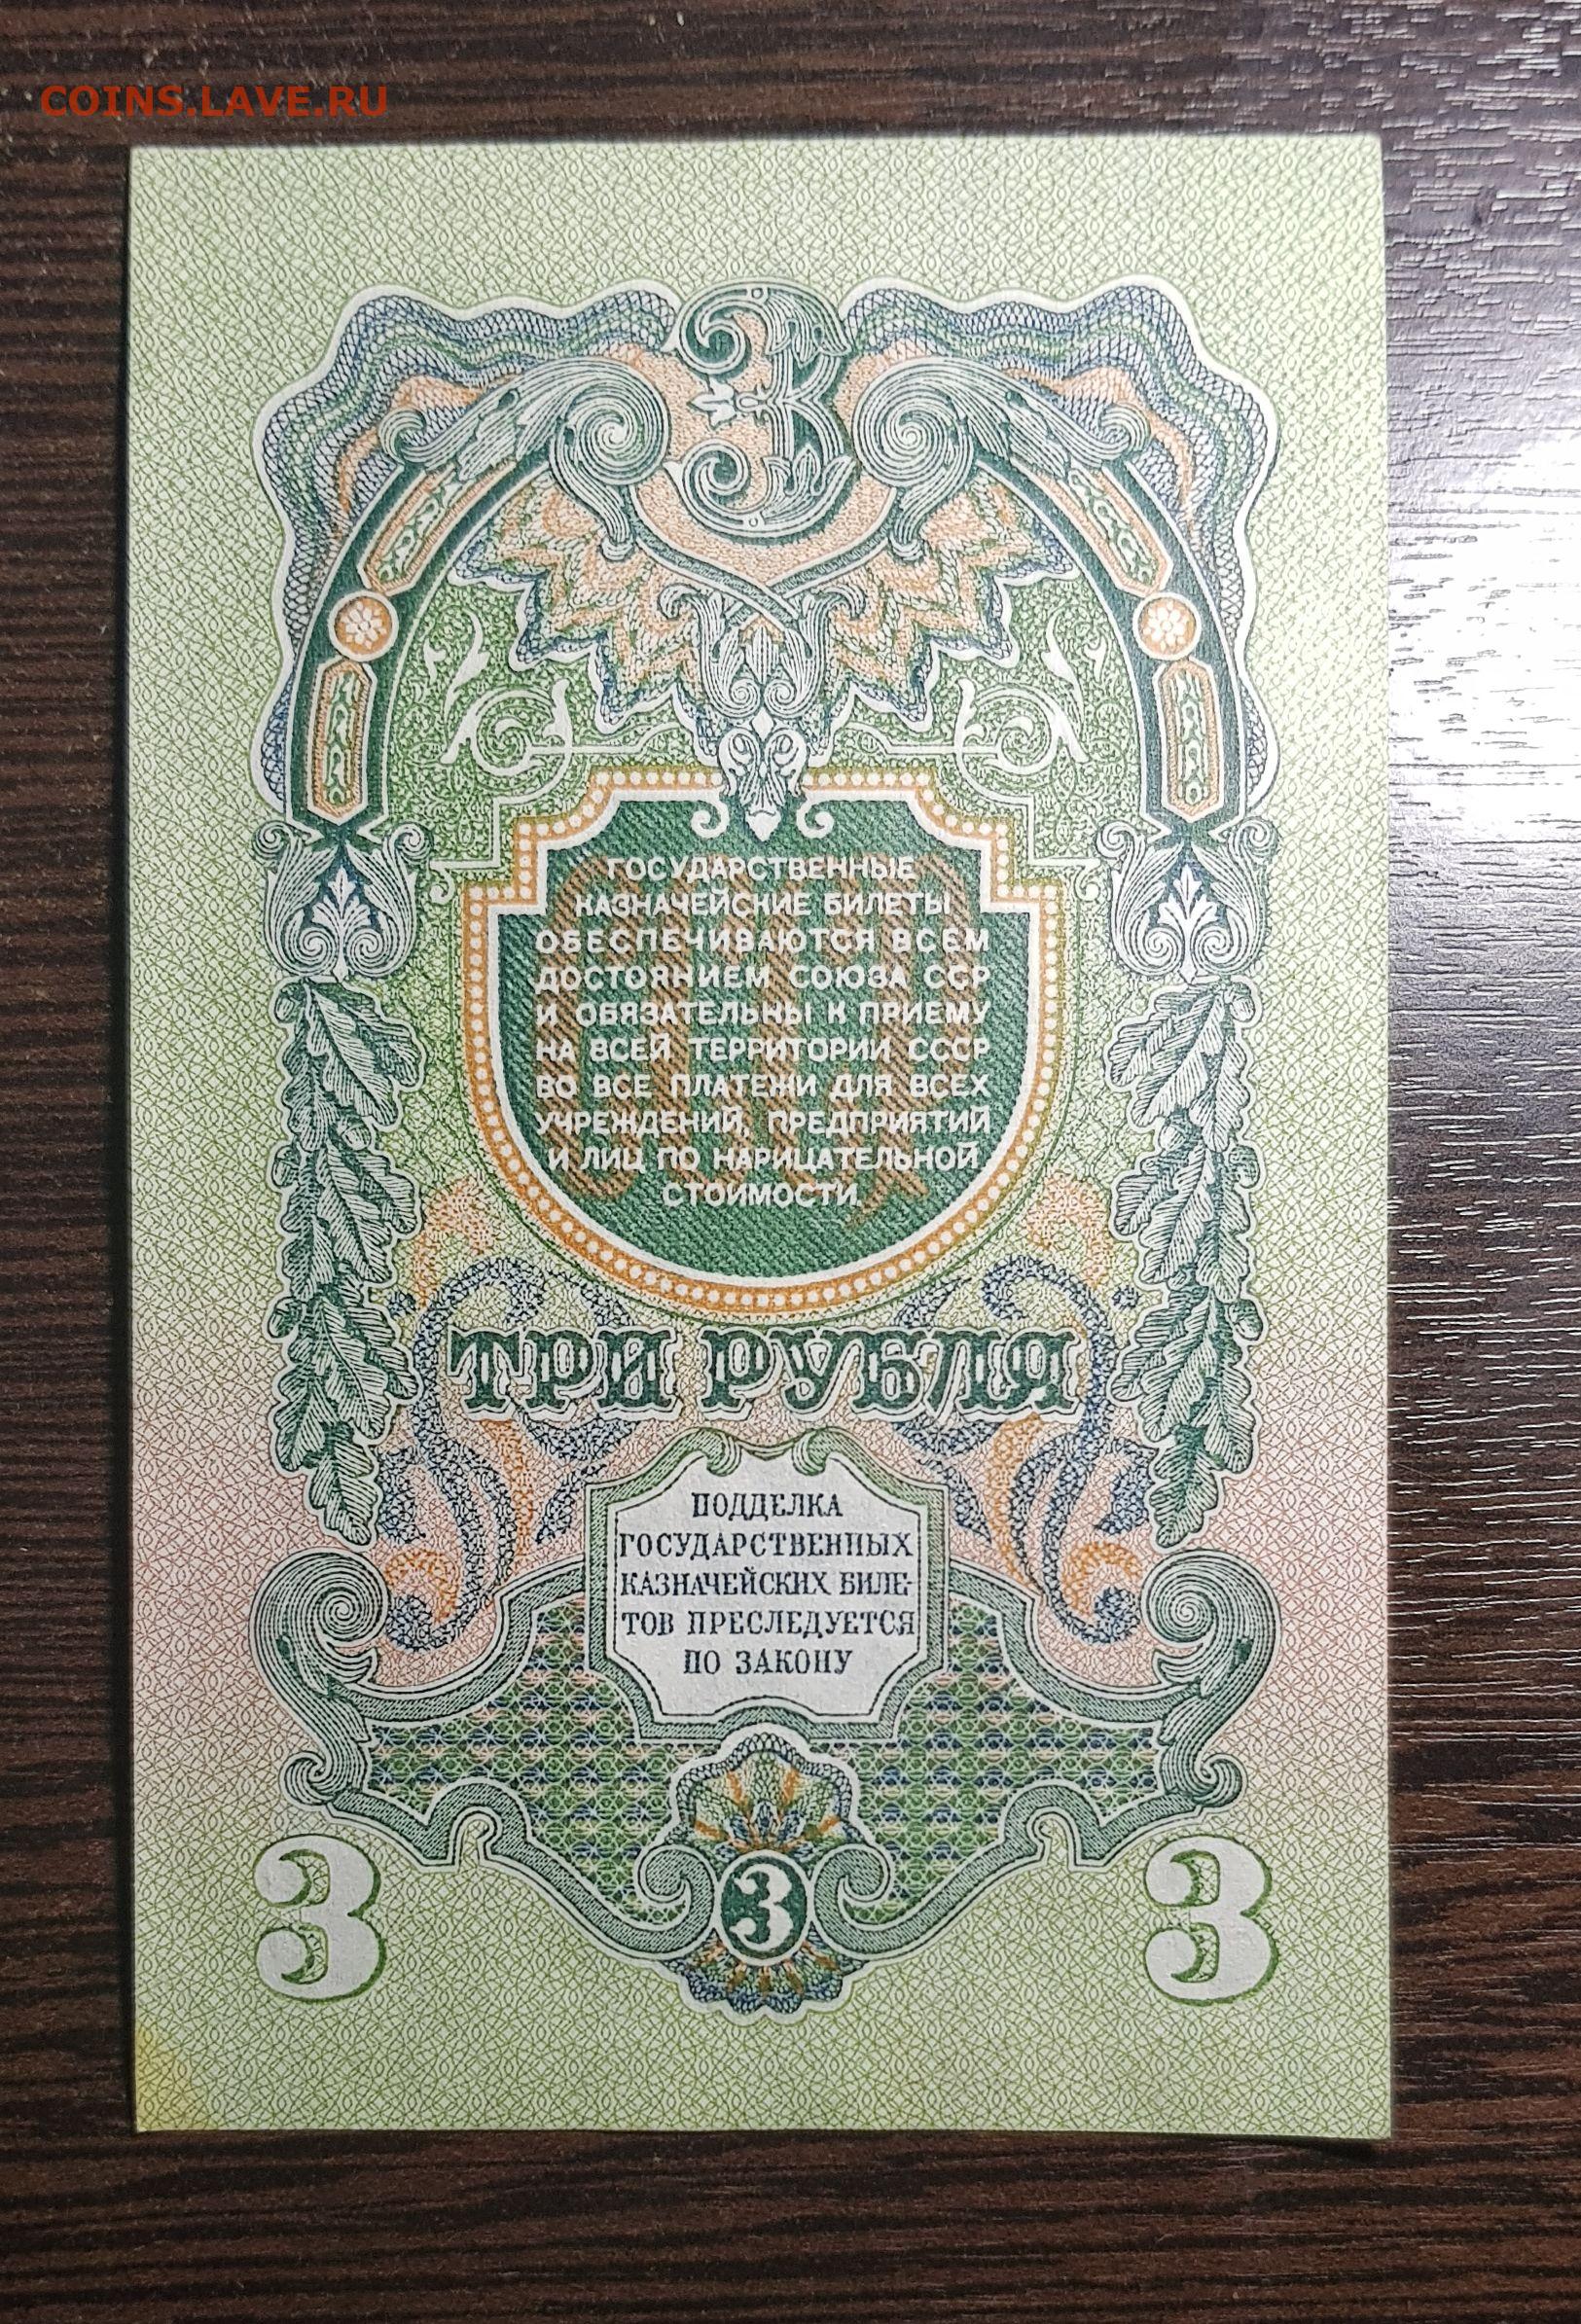 COINS.LAVE.RU
3
ГОСУДАРСТВЕННЫЕ
КАЗНАЧЕЙСКИЕ БИЛЕТЫ
ОБЕСПЕЧИВАЮТСЯ ВСЕМ
ДОСТОЯНИЕМ СОЮЗА ССР
И ОБЯЗАТЕЛЬНЫ К ПРИЕМУ
НА ВСЕЙ ТЕРРИТОРИИ СССР
ВО ВСЕ ПЛАТЕЖИ ДЛЯ ВСЕХ
УЧРЕЖДЕНИЙ, ПРЕДПРИЯТИЙ
И ЛИЦ ПО НАРИЦАТЕЛЬНОЙ
СТОИМОСТИ.
ТРИ РУБЛЯ
ПОДДЕЛКА
ГОСУДАРСТВЕННЫХ
КАЗНАЧЕЙСКИХ БИЛЕ-
ТОВ ПРЕСЛЕДУЕТСЯ
ПО ЗАКОНУ
3 3 3